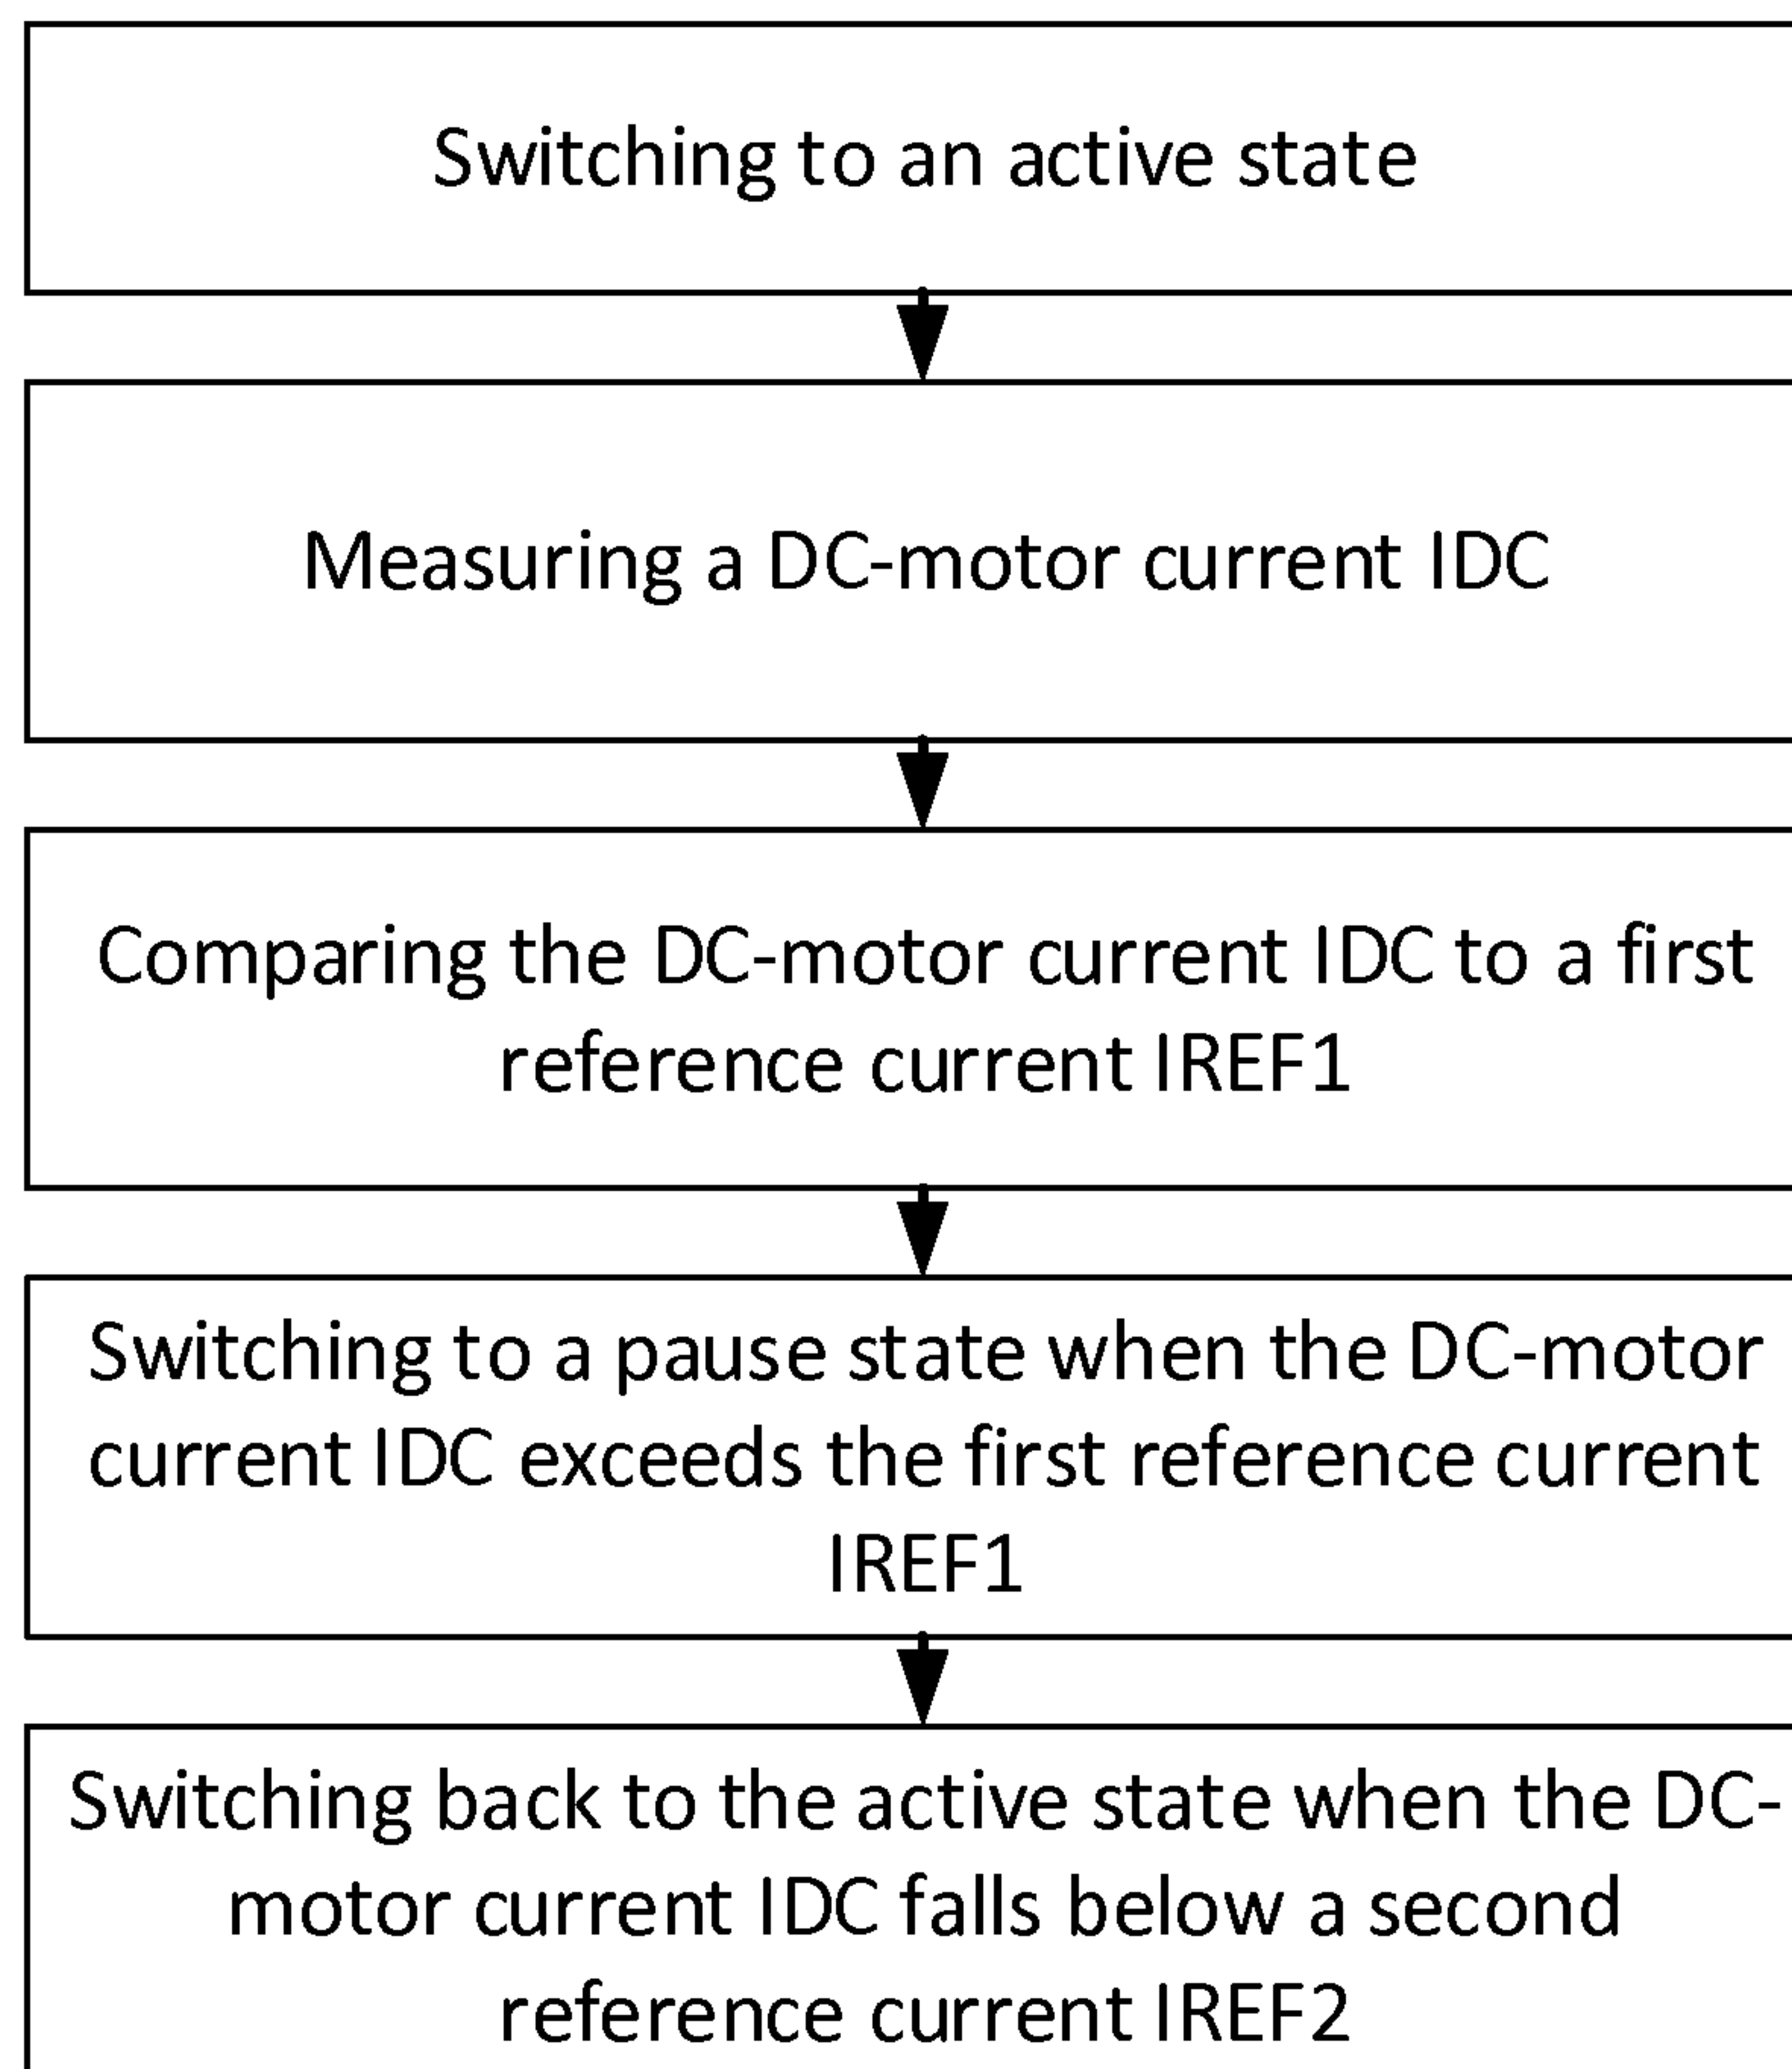 Switching to an active state
Measuring a DC-motor current IDC
Comparing the DC-motor current IDC to a first
reference current IREF1
Switching to a pause state when the DC-motor
current IDC exceeds the first reference current
IREF1
Switching back to the active state when the DC-
motor current IDC falls below a second
reference current IREF2